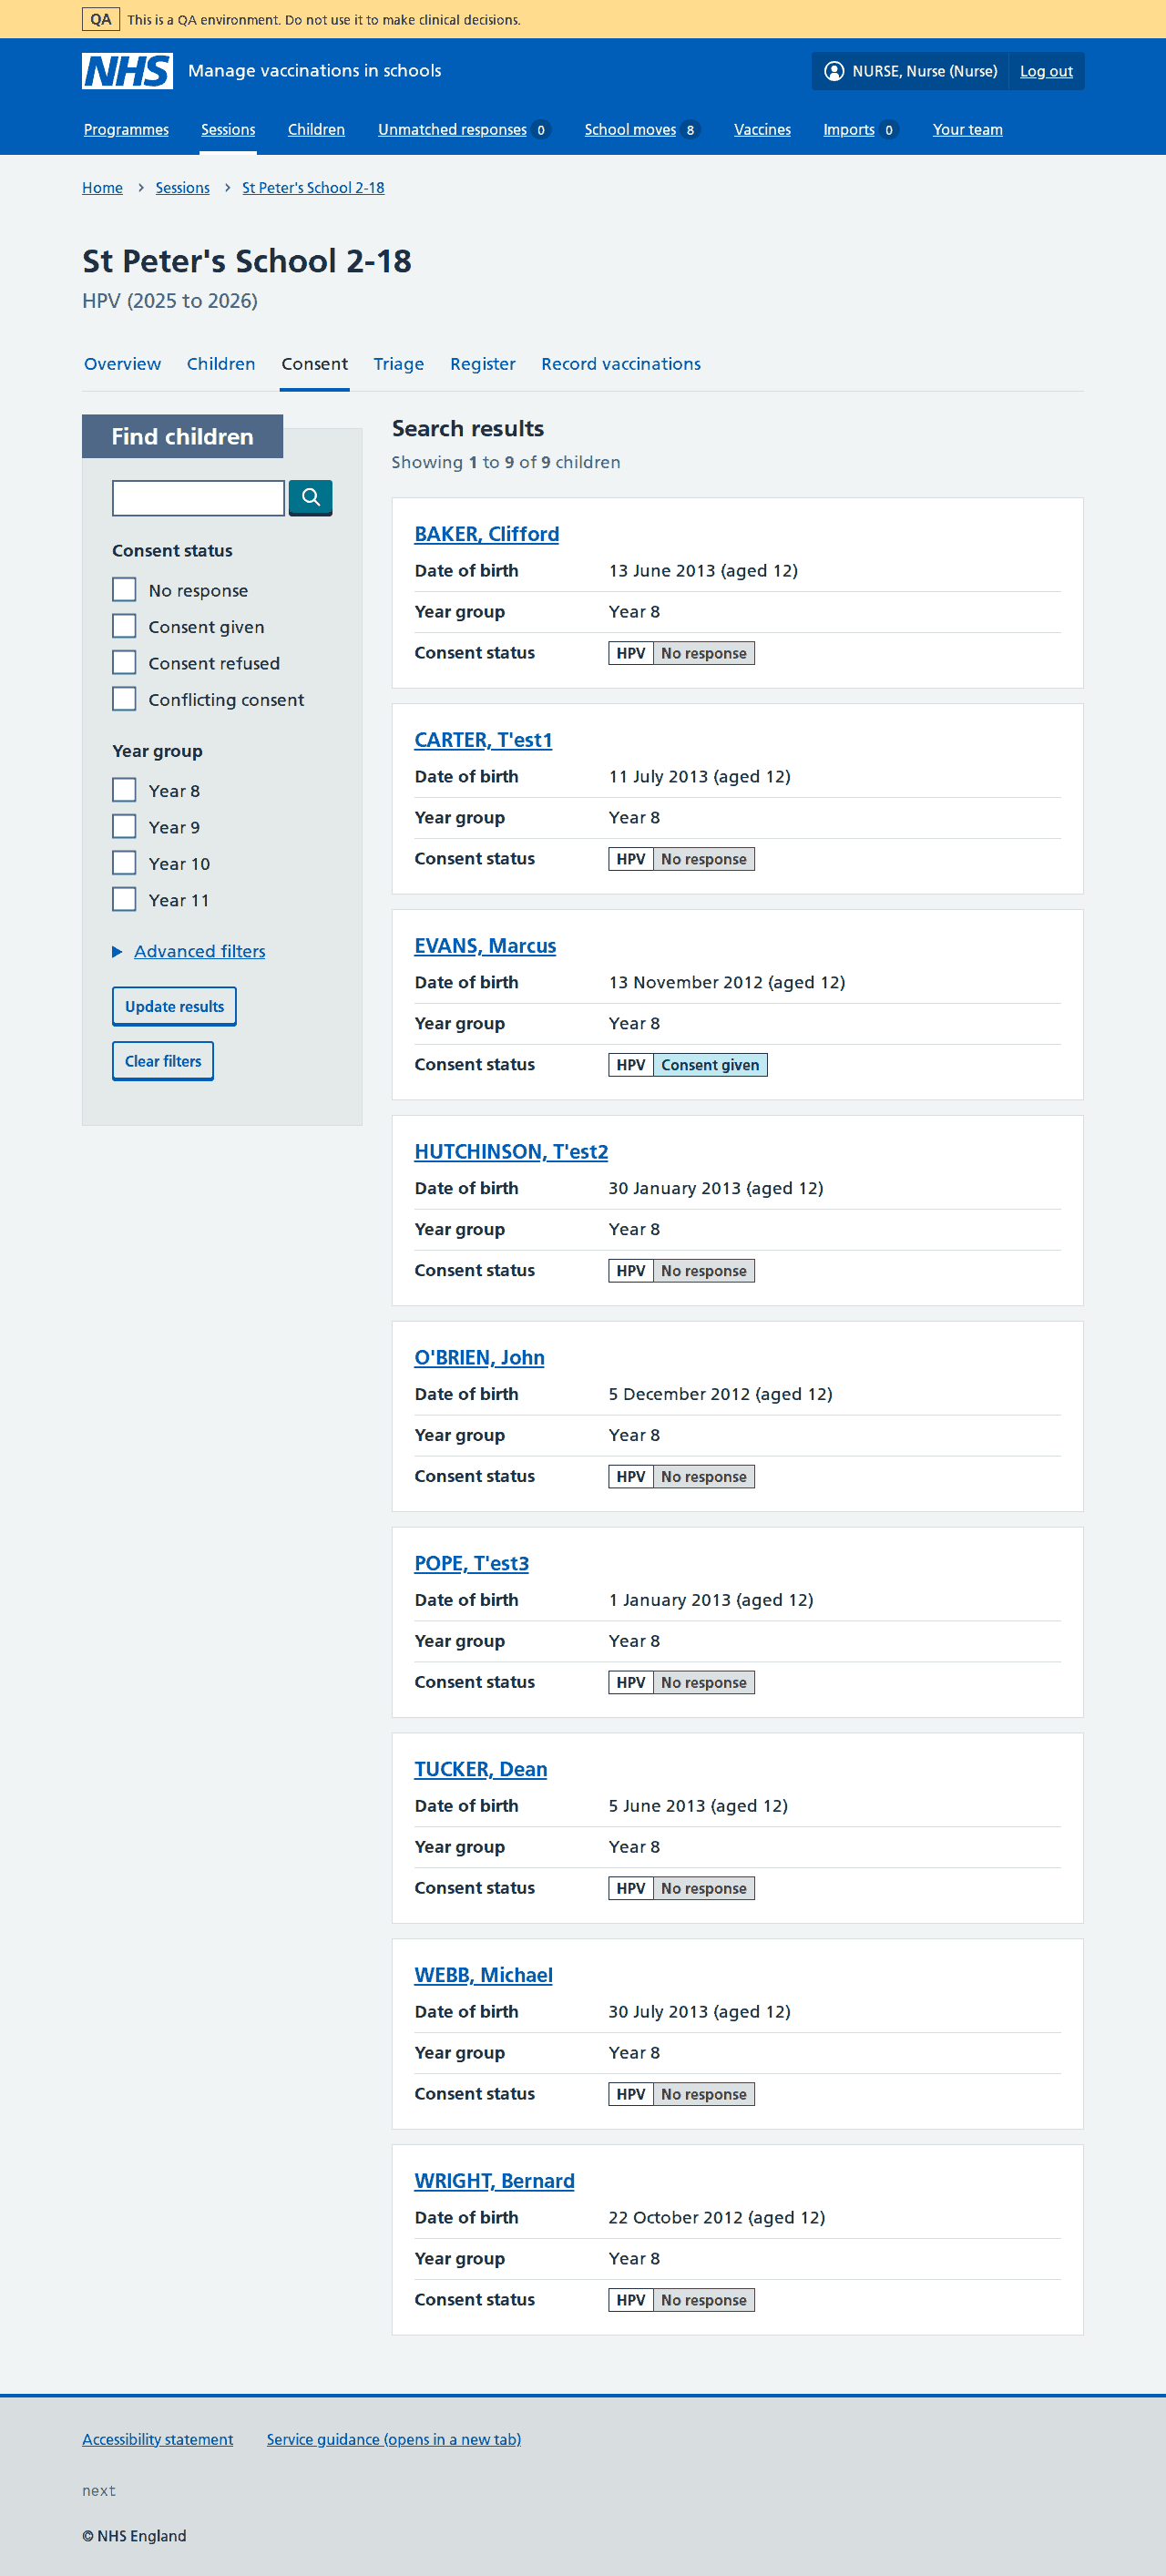 QA This is a QA environment. Do not use it to make clinical decisions.
NHS Manage vaccinations in schools
NURSE, Nurse (Nurse) Log out
Programmes Sessions Children Unmatched responses 0 School moves 8 Vaccines Imports 0 Your team
Home Sessions St Peter's School 2-18
St Peter's School 2-18
HPV (2025 to 2026)
Overview Children Consent Triage Register Record vaccinations
Find children
Consent status
No response
Consent given
Consent refused
Conflicting consent
Year group
Year 8
Year 9
Year 10
Year 11
Advanced filters
Update results
Clear filters
Search results
Showing 1 to 9 of 9 children
BAKER, Clifford
Date of birth 13 June 2013 (aged 12)
Year group Year 8
Consent status HPV No response
CARTER, T'est1
Date of birth 11 July 2013 (aged 12)
Year group Year 8
Consent status HPV No response
EVANS, Marcus
Date of birth 13 November 2012 (aged 12)
Year group Year 8
Consent status HPV Consent given
HUTCHINSON, T'est2
Date of birth 30 January 2013 (aged 12)
Year group Year 8
Consent status HPV No response
O'BRIEN, John
Date of birth 5 December 2012 (aged 12)
Year group Year 8
Consent status HPV No response
POPE, T'est3
Date of birth 1 January 2013 (aged 12)
Year group Year 8
Consent status HPV No response
TUCKER, Dean
Date of birth 5 June 2013 (aged 12)
Year group Year 8
Consent status HPV No response
WEBB, Michael
Date of birth 30 July 2013 (aged 12)
Year group Year 8
Consent status HPV No response
WRIGHT, Bernard
Date of birth 22 October 2012 (aged 12)
Year group Year 8
Consent status HPV No response
Accessibility statement Service guidance (opens in a new tab)
next
© NHS England